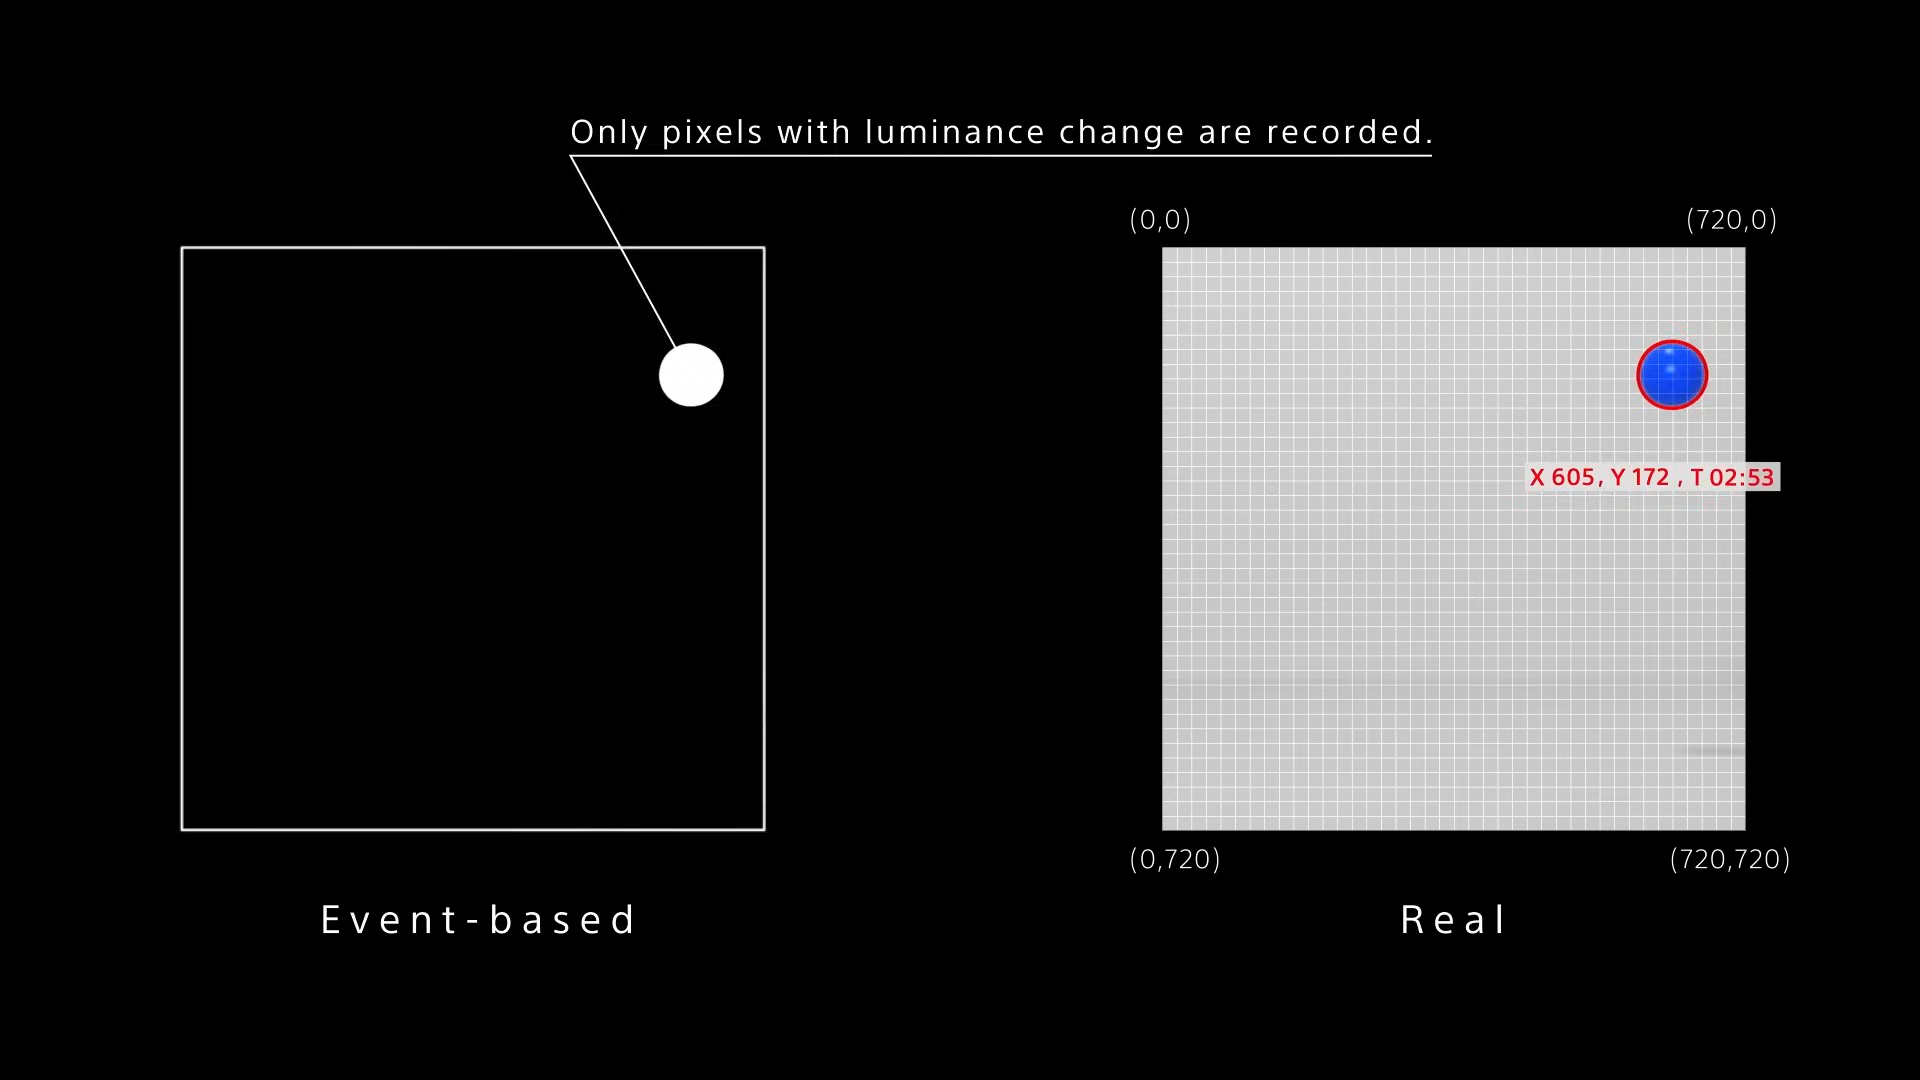 Only pixels with luminance change are recorded.
(0,0)
(720,0)
X 605, Y 172 , T 02:53
(0,720)
(720,720)
Event-based
Real